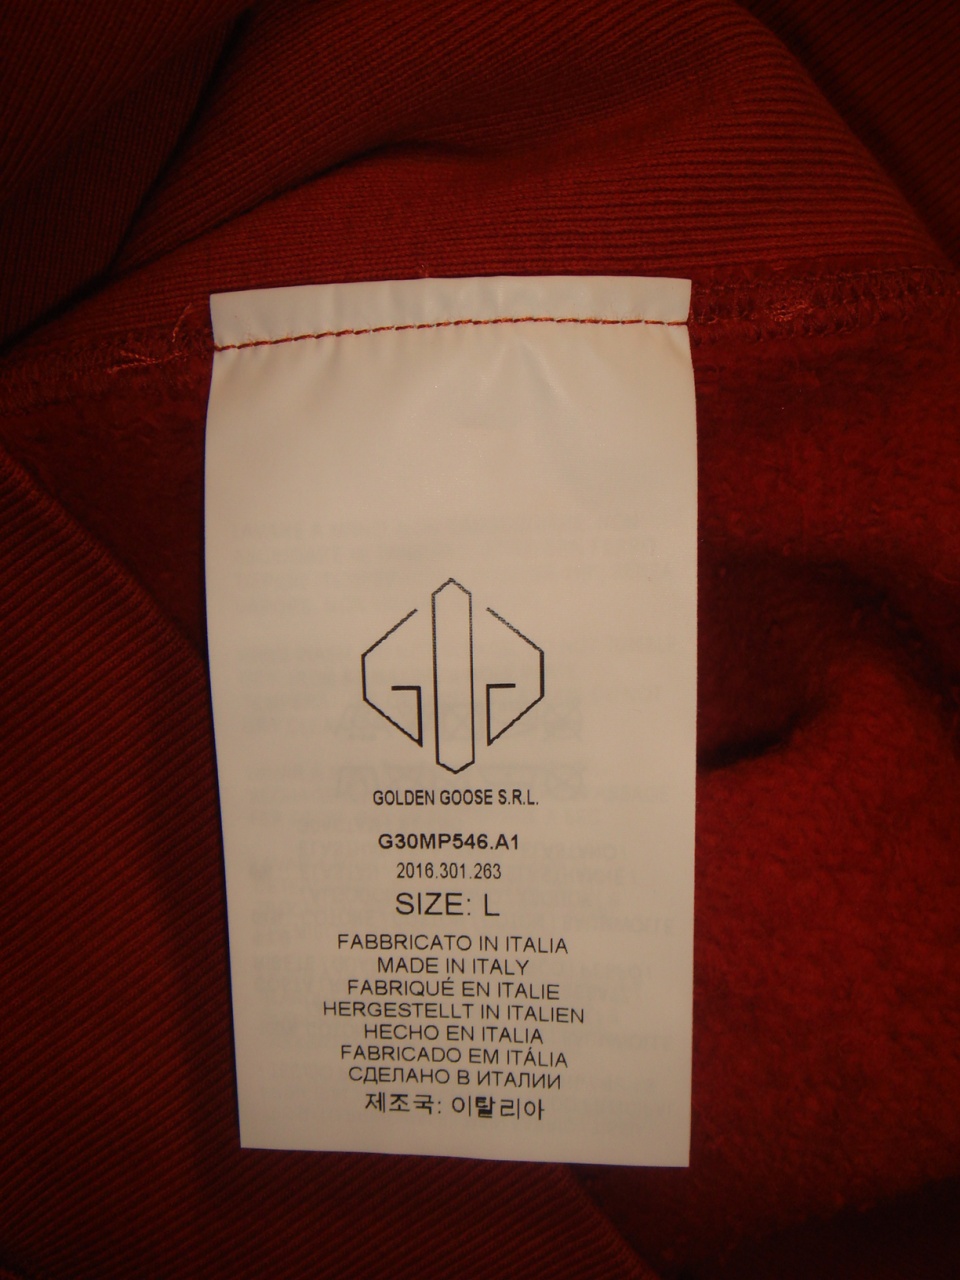 GOLDEN GOOSE S.R.L.
G30MP546.A1
2016.301.263
SIZE: L
FABBRICATO IN ITALIA
MADE IN ITALY
FABRIQUÉ EN ITALIE
HERGESTELLT IN ITALIEN
HECHO EN ITALIA
FABRICADO EM ITÁLIA
СДЕЛАНО В ИТАЛИИ
제조국: 이탈리아